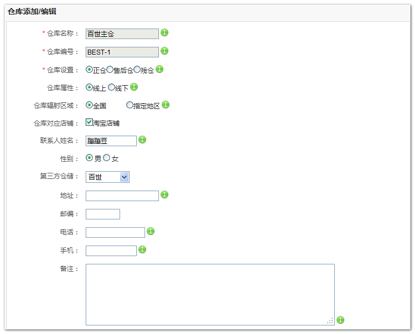 仓库添加/编辑
* 仓库名称： 百世主仓
* 仓库编号： BEST-1
* 仓库设置： 正仓 售后仓 残仓
仓库属性： 线上 线下
仓库辐射区域： 全国 指定地区
仓库对应店铺： 淘宝店铺
联系人姓名：
性别： 男 女
第三方仓储： 百世
地址：
邮编：
电话：
手机：
备注：